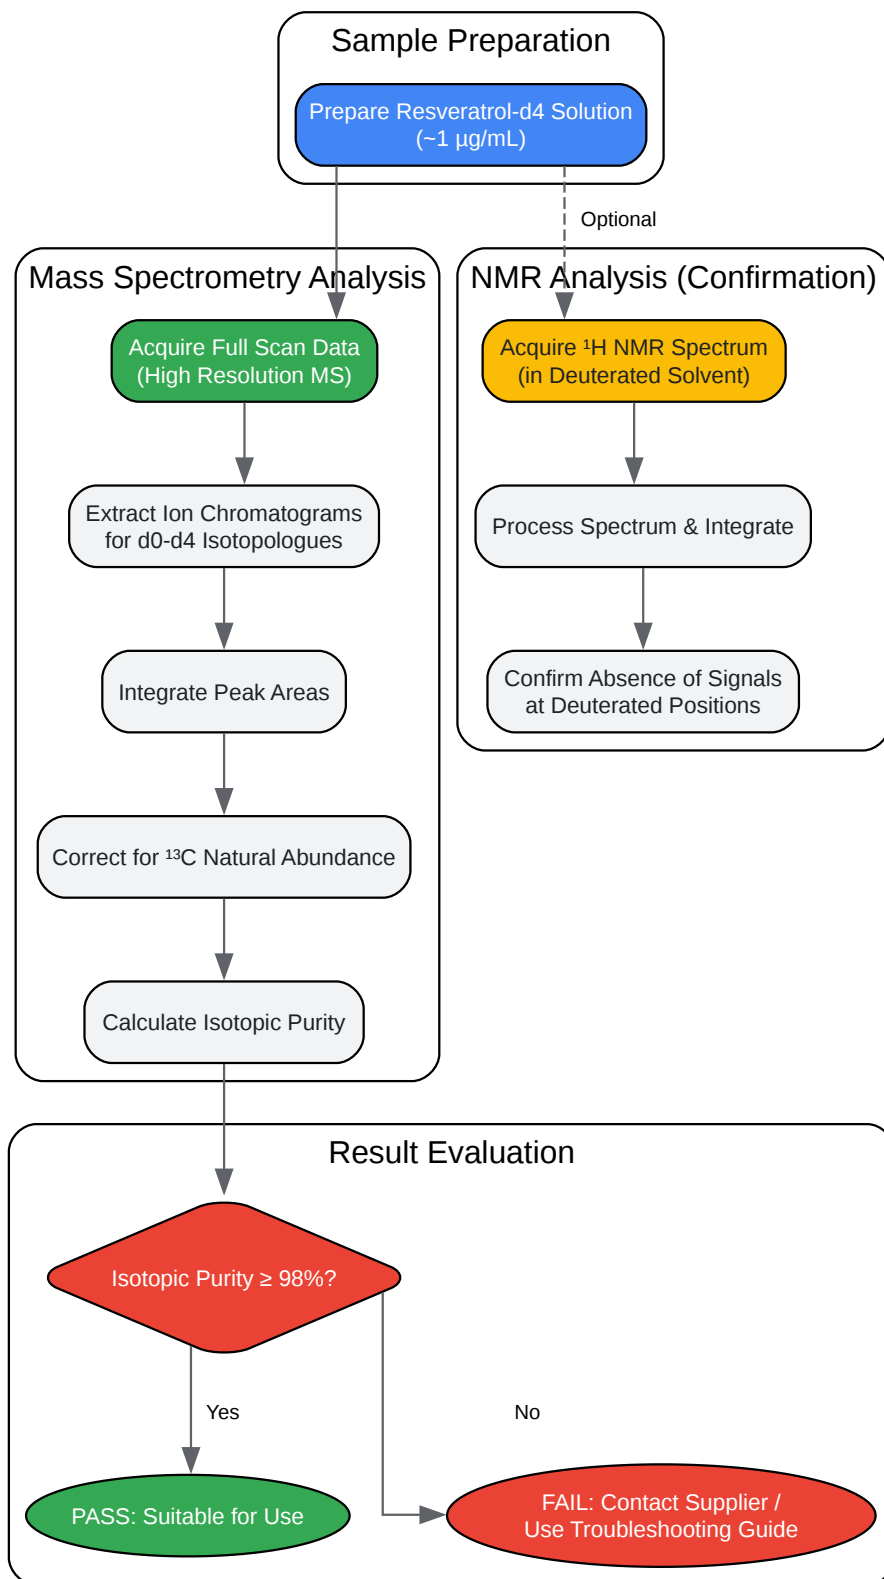 Sample Preparation
Prepare Resveratrol-d4 Solution
(~1 µg/mL)
Optional
Mass Spectrometry Analysis
Acquire Full Scan Data
(High Resolution MS)
Extract Ion Chromatograms
for d0-d4 Isotopologues
Integrate Peak Areas
Correct for ¹³C Natural Abundance
Calculate Isotopic Purity
NMR Analysis (Confirmation)
Acquire ¹H NMR Spectrum
(in Deuterated Solvent)
Process Spectrum & Integrate
Confirm Absence of Signals
at Deuterated Positions
Result Evaluation
Isotopic Purity ≥ 98%?
Yes
No
PASS: Suitable for Use
FAIL: Contact Supplier /
Use Troubleshooting Guide